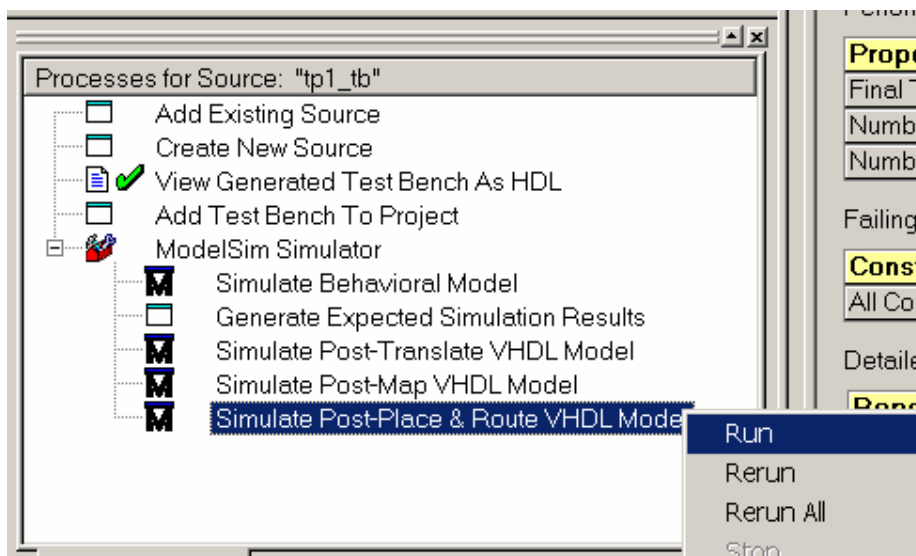 Processes for Source: "tp1_tb"
Add Existing Source
Create New Source
View Generated Test Bench As HDL
Add Test Bench To Project
ModelSim Simulator
Simulate Behavioral Model
Generate Expected Simulation Results
Simulate Post-Translate VHDL Model
Simulate Post-Map VHDL Model
Simulate Post-Place & Route VHDL Mode
Run
Rerun
Rerun All
Stop
Prope
Final T
Numb
Numb
Failing
Const
All Co
Detaile